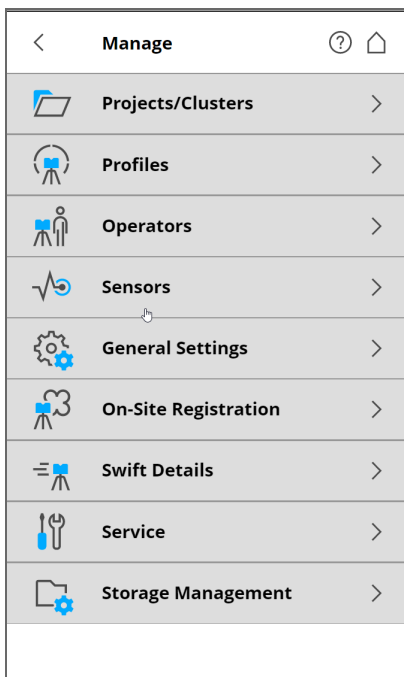 Manage
Projects/Clusters
Profiles
Operators
Sensors
General Settings
On-Site Registration
Swift Details
Service
Storage Management